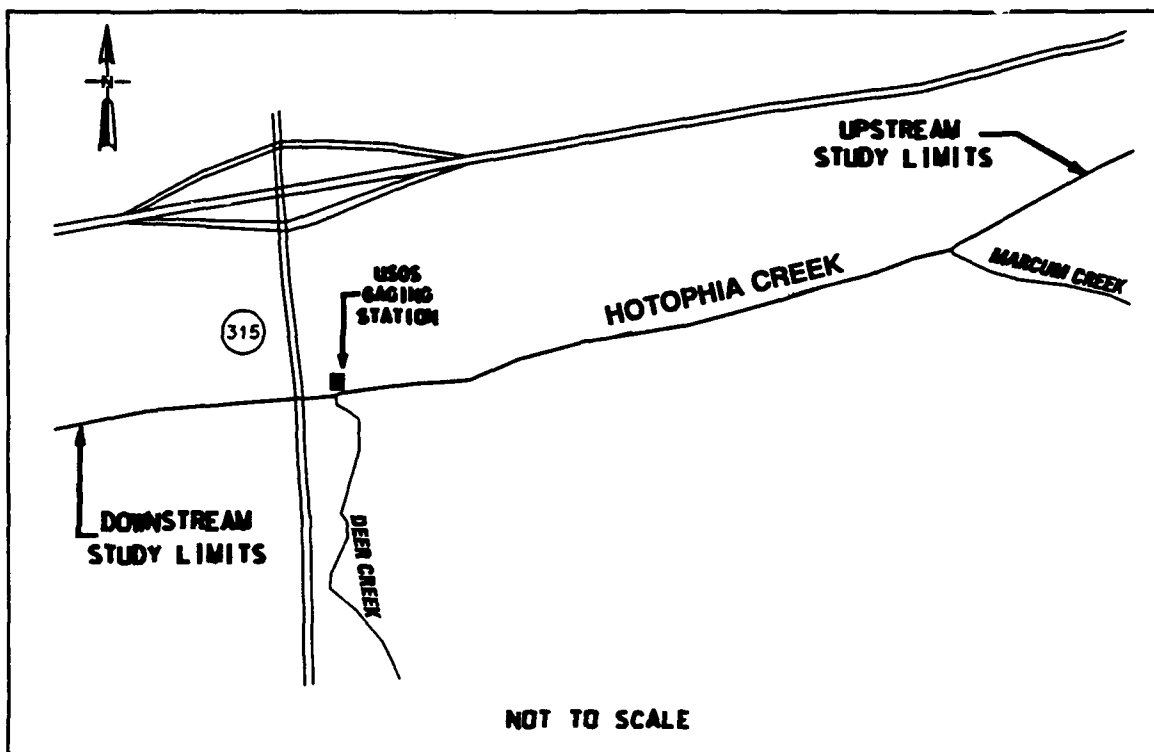 N
UPSTREAM
STUDY LIMITS
USGS
GAGING
STATION
HOTOPHIA CREEK
MARCUM CREEK
315
DOWNSTREAM
STUDY LIMITS
DEER CREEK
NOT TO SCALE